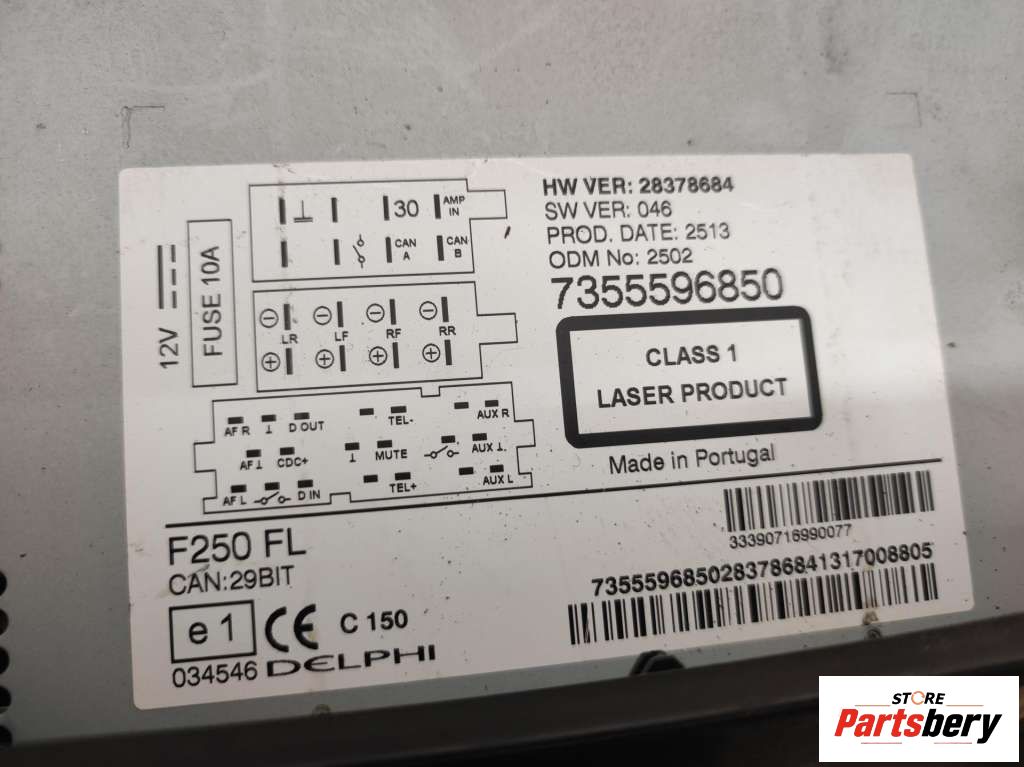 12V
FUSE 10A
30
AMP IN
CAN A
CAN B
LR LF RF RR
AF R D OUT TEL- AUX R
AF CDC+ MUTE AUX
AF L D IN TEL+ AUX L
HW VER: 28378684
SW VER: 046
PROD. DATE: 2513
ODM No: 2502
7355596850
CLASS 1
LASER PRODUCT
Made in Portugal
33390716990077
F250 FL
CAN:29BIT
7355596850283786841317008805
e1 CE C 150
034546 DELPHI
STORE
Partsbery